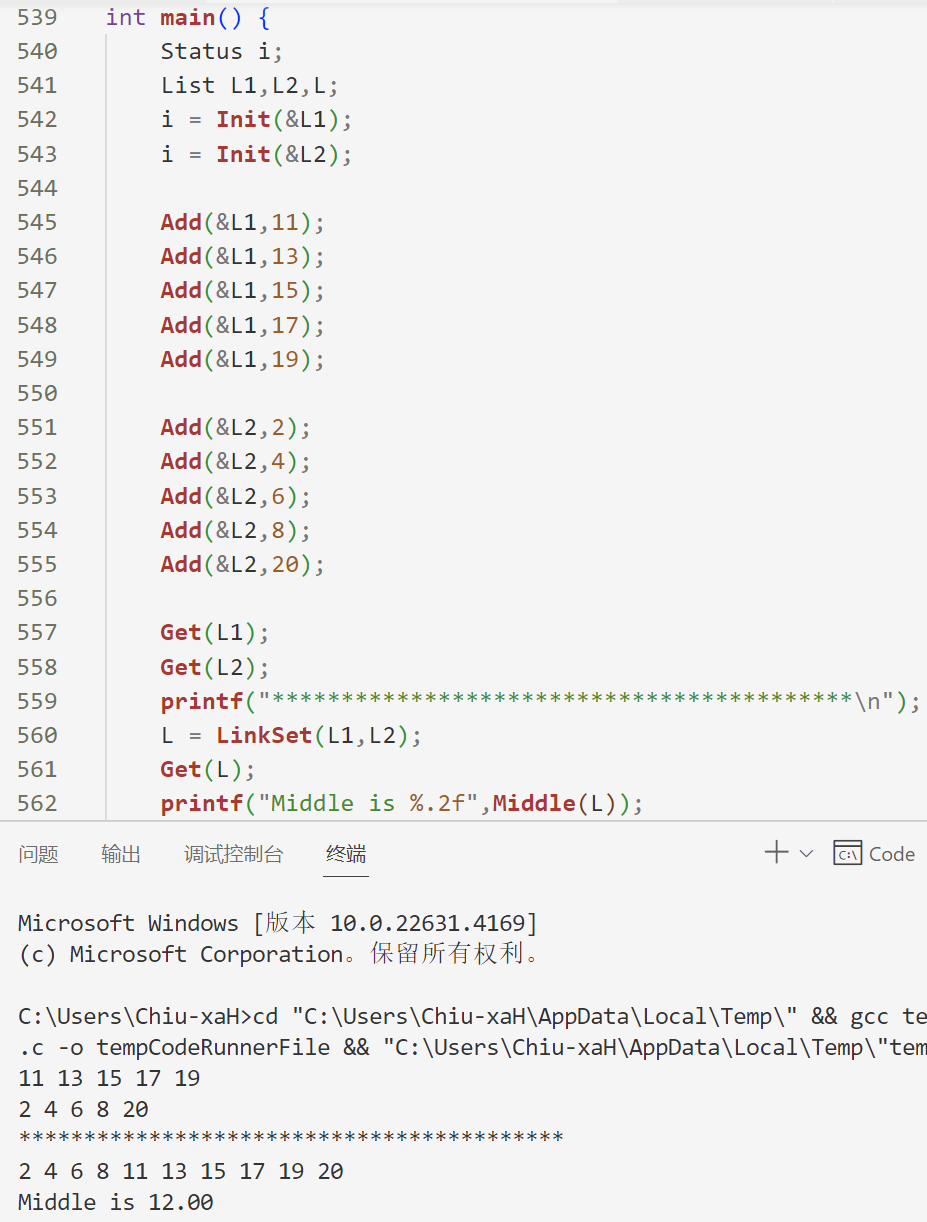 539 int main() {
540 Status i;
541 List L1,L2,L;
542 i = Init(&L1);
543 i = Init(&L2);
544
545 Add(&L1,11);
546 Add(&L1,13);
547 Add(&L1,15);
548 Add(&L1,17);
549 Add(&L1,19);
550
551 Add(&L2,2);
552 Add(&L2,4);
553 Add(&L2,6);
554 Add(&L2,8);
555 Add(&L2,20);
556
557 Get(L1);
558 Get(L2);
559 printf("******************************************\n");
560 L = LinkSet(L1,L2);
561 Get(L);
562 printf("Middle is %.2f",Middle(L));
问题 输出 调试控制台 终端 Code
Microsoft Windows [版本 10.0.22631.4169]
(c) Microsoft Corporation。保留所有权利。
C:\Users\Chiu-xaH>cd "C:\Users\Chiu-xaH\AppData\Local\Temp\" && gcc te
.c -o tempCodeRunnerFile && "C:\Users\Chiu-xaH\AppData\Local\Temp\"tem
11 13 15 17 19
2 4 6 8 20
******************************************
2 4 6 8 11 13 15 17 19 20
Middle is 12.00